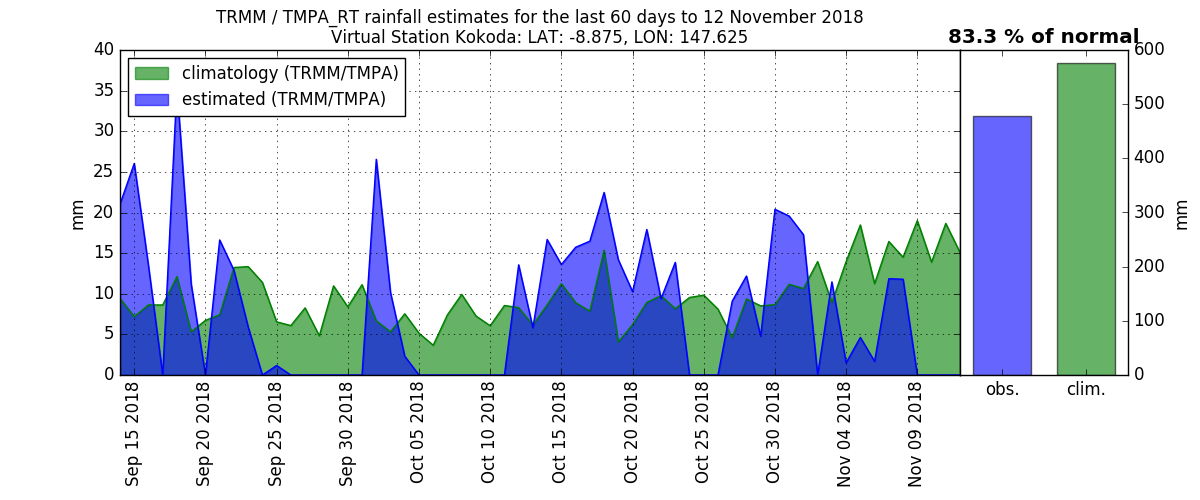 TRMM / TMPA_RT rainfall estimates for the last 60 days to 12 November 2018
Virtual Station Kokoda: LAT: -8.875, LON: 147.625
83.3 % of normal
climatology (TRMM/TMPA)
estimated (TRMM/TMPA)
40
35
30
25
20
15
10
5
0
mm
Sep 15 2018
Sep 20 2018
Sep 25 2018
Sep 30 2018
Oct 05 2018
Oct 10 2018
Oct 15 2018
Oct 20 2018
Oct 25 2018
Oct 30 2018
Nov 04 2018
Nov 09 2018
600
500
400
300
200
100
0
mm
obs.
clim.